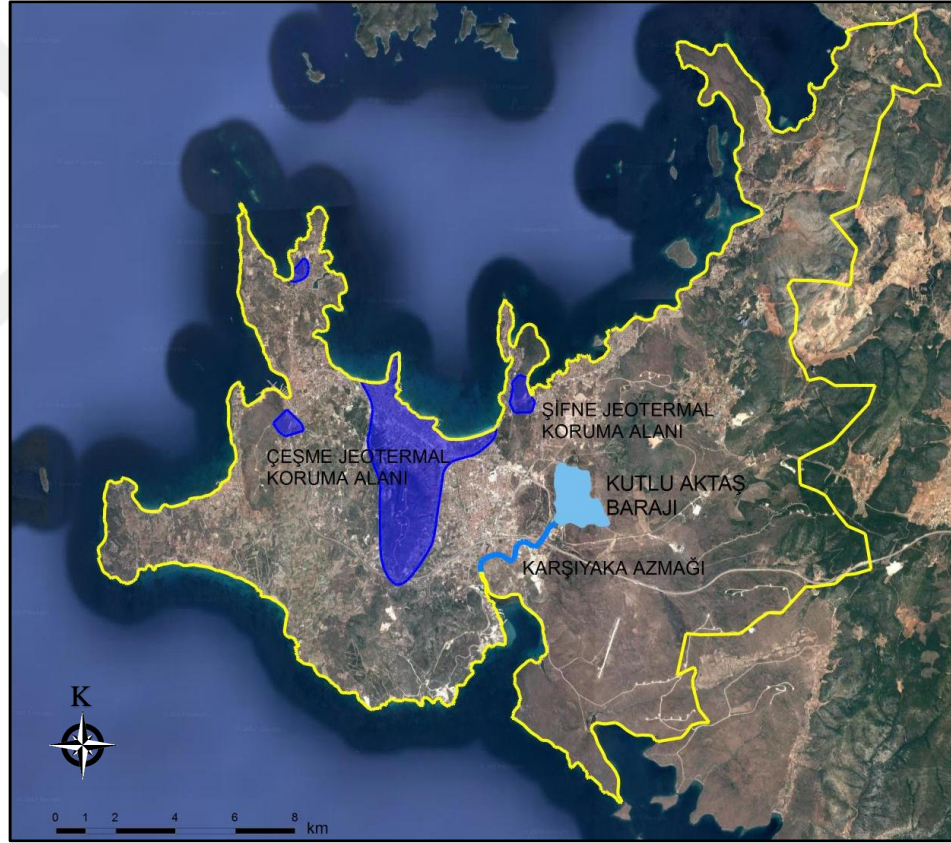 ŞİFNE JEOTERMAL
KORUMA ALANI
ÇEŞME JEOTERMAL
KORUMA ALANI
KUTLU AKTAŞ
BARAJI
KARŞIYAKA AZMAĞI
K
0 1 2 4 6 8
km